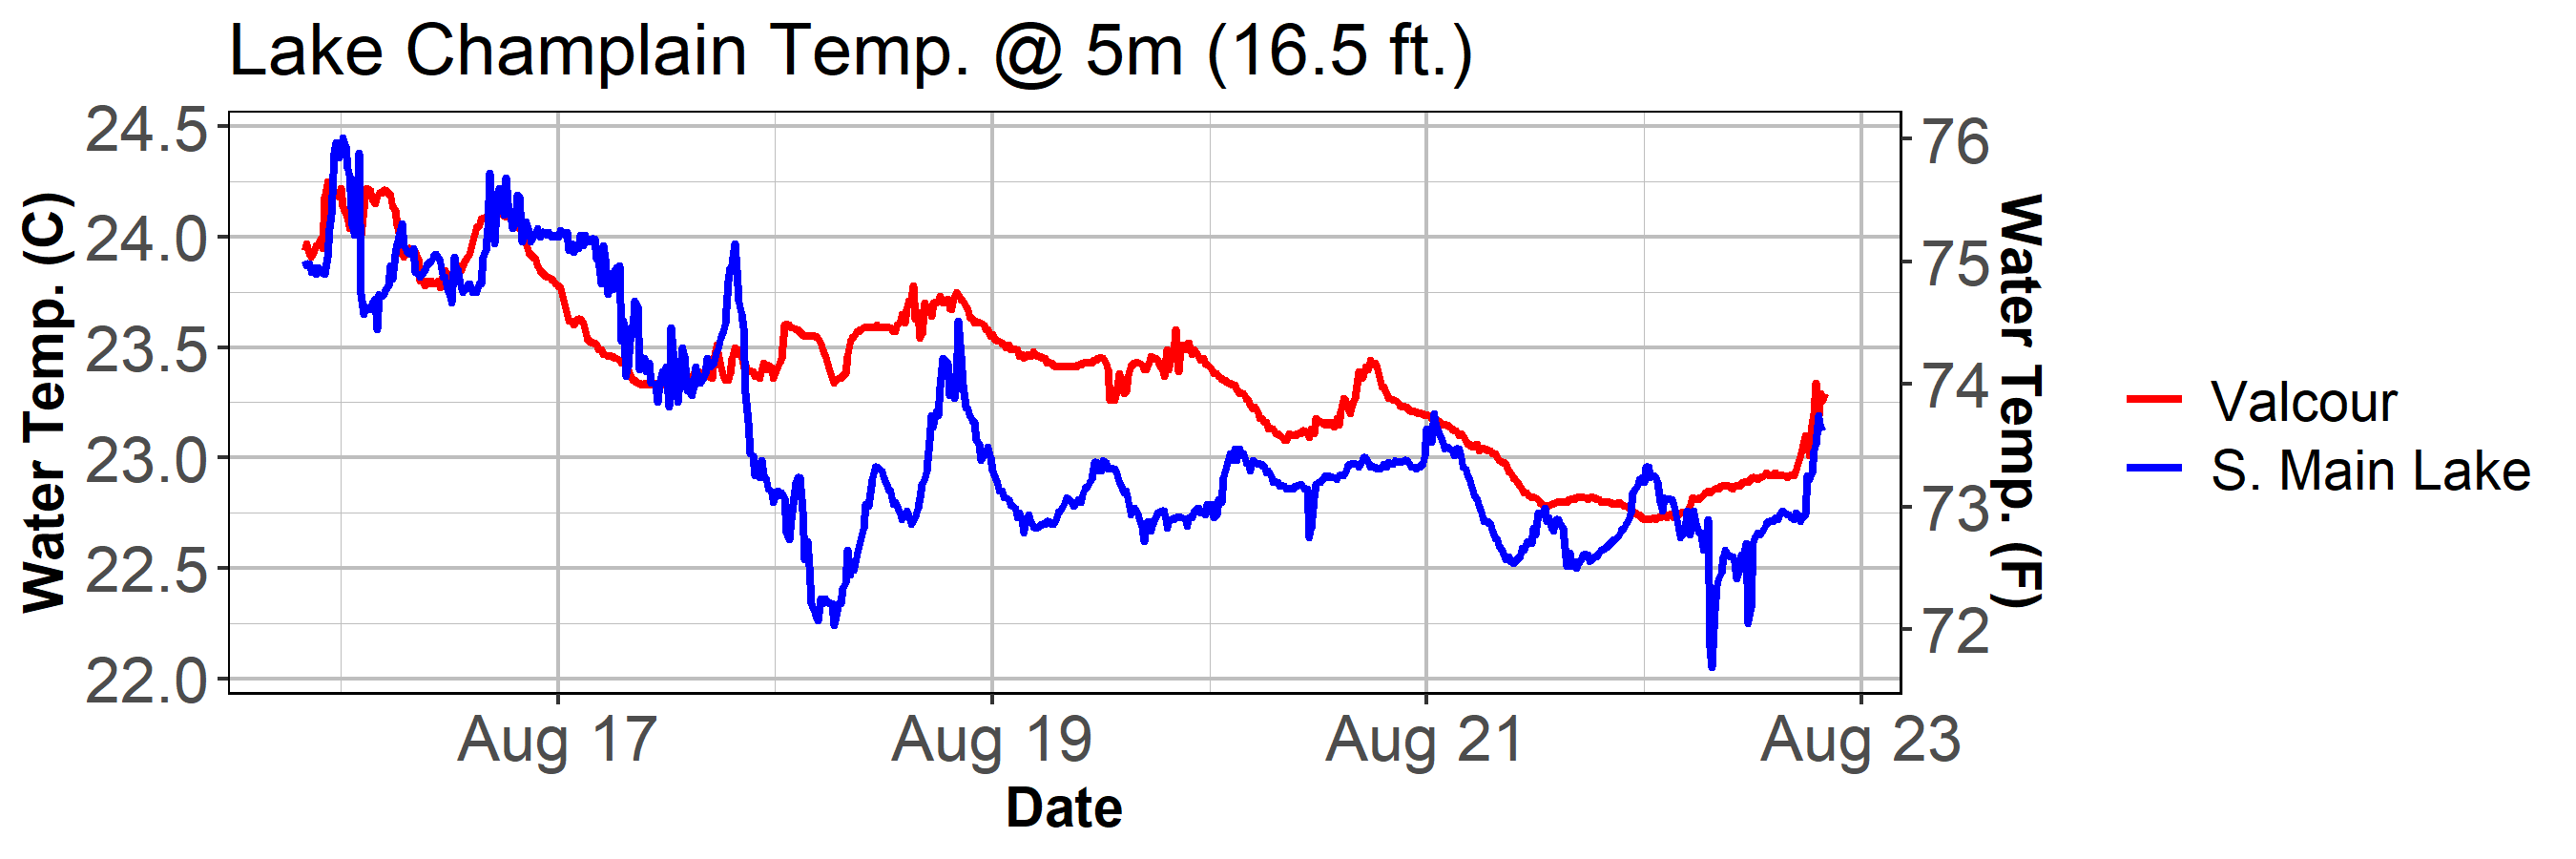 Lake Champlain Temp. @ 5m (16.5 ft.)
Water Temp. (C)
24.5
24.0
23.5
23.0
22.5
22.0
76
75
74
73
72
Water Temp. (F)
Aug 17
Aug 19
Aug 21
Aug 23
Date
Valcour
S. Main Lake